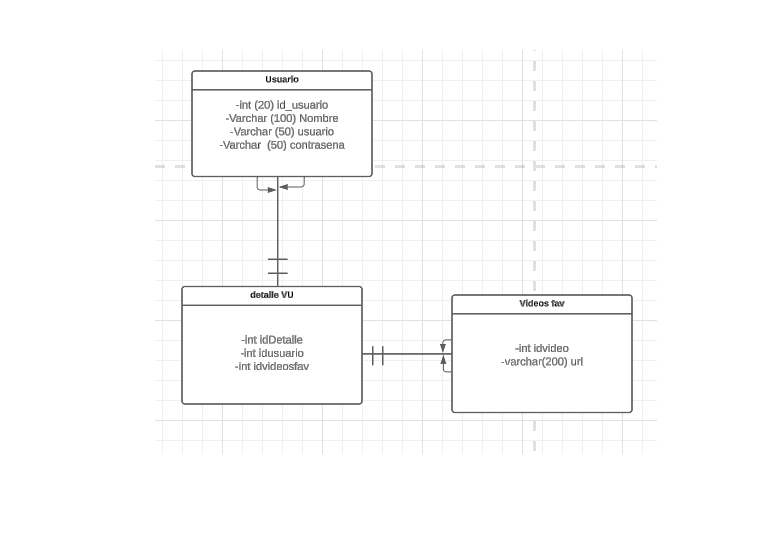 Usuario
-int (20) id_usuario
-Varchar (100) Nombre
-Varchar (50) usuario
-Varchar (50) contrasena
detalle VU
-int idDetalle
-int idusuario
-int idvideosfav
Videos fav
-int idvideo
-varchar(200) url